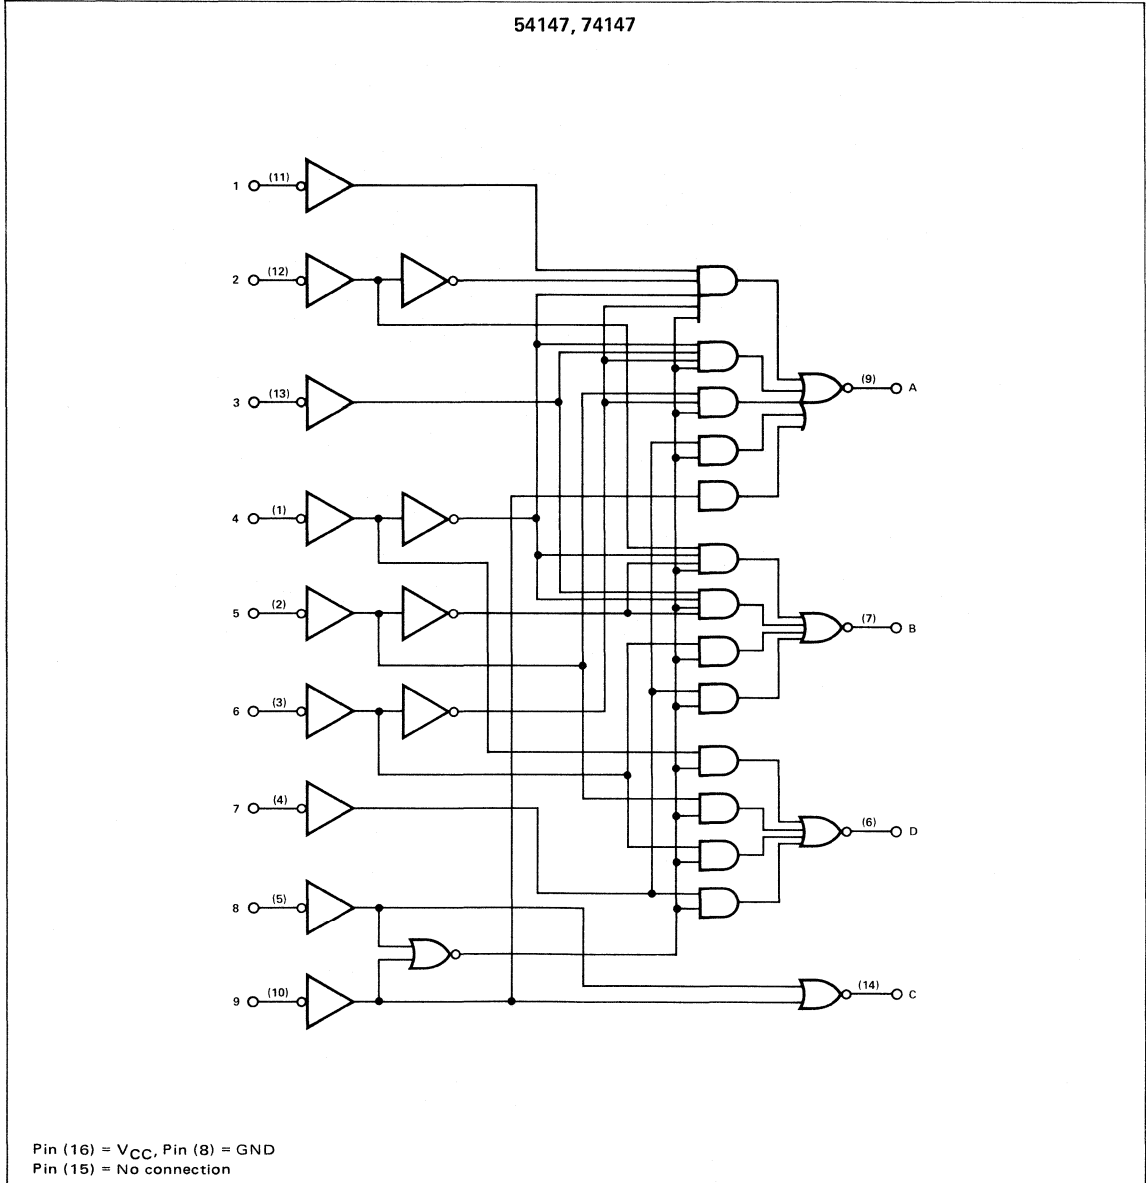 54147, 74147
1 (11)
2 (12)
3 (13)
(9) A
4 (1)
5 (2)
(7) B
6 (3)
7 (4)
(6) D
8 (5)
9 (10)
(14) C
Pin (16) = VCC, Pin (8) = GND
Pin (15) = No connection